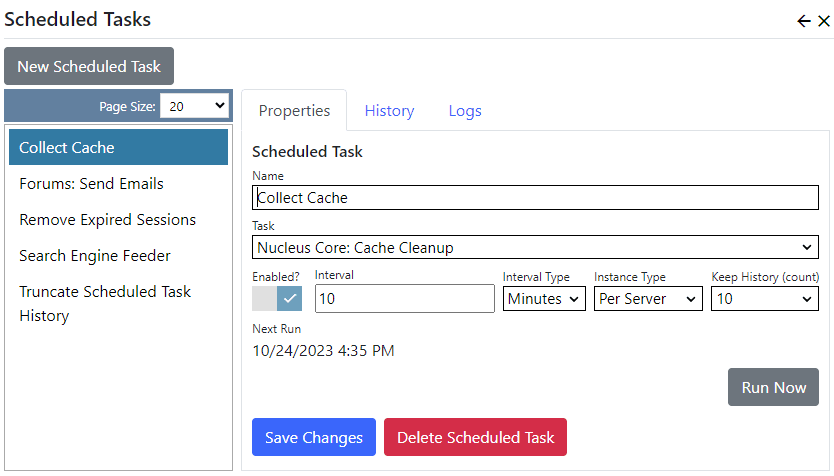 Scheduled Tasks
New Scheduled Task
Page Size: 20
Collect Cache
Forums: Send Emails
Remove Expired Sessions
Search Engine Feeder
Truncate Scheduled Task
History
Properties History Logs
Scheduled Task
Name
Collect Cache
Task
Nucleus Core: Cache Cleanup
Enabled? Interval Interval Type Instance Type Keep History (count)
10 Minutes Per Server 10
Next Run
10/24/2023 4:35 PM
Run Now
Save Changes Delete Scheduled Task